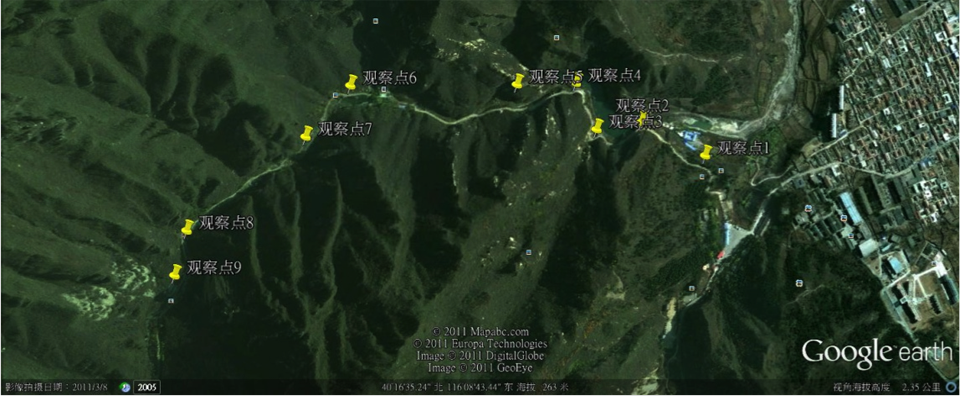 观察点6
观察点5
观察点4
观察点2
观察点3
观察点7
观察点1
观察点8
观察点9
© 2011 Mapabc.com
© 2011 Europa Technologies
Image © 2011 DigitalGlobe
Image © 2011 GeoEye
Google earth
影像拍摄日期：2011/3/8 2005 40°16'35.24" 北 116°08'43.44" 东 海拔 263 米 视角海拔高度 2.35 公里